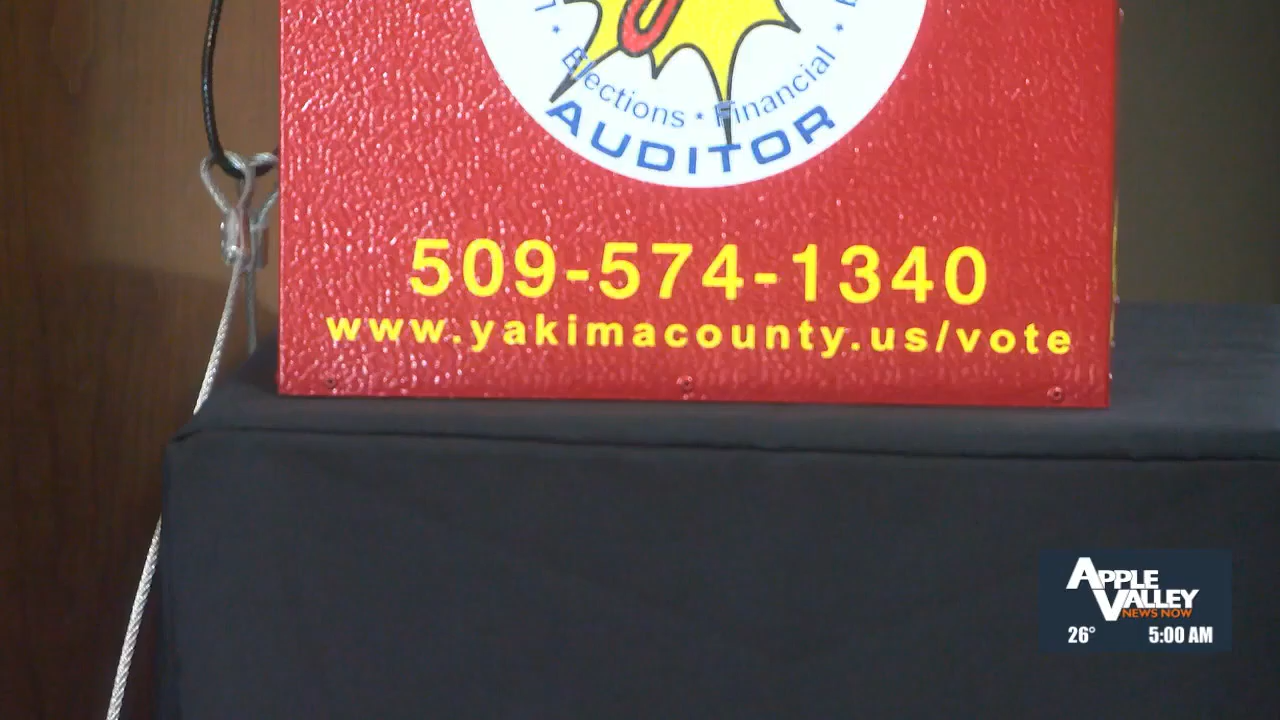 Elections * Financial
AUDITOR
509-574-1340
www.yakimacounty.us/vote
APPLE
VALLEY
NEWS NOW
26° 5:00 AM